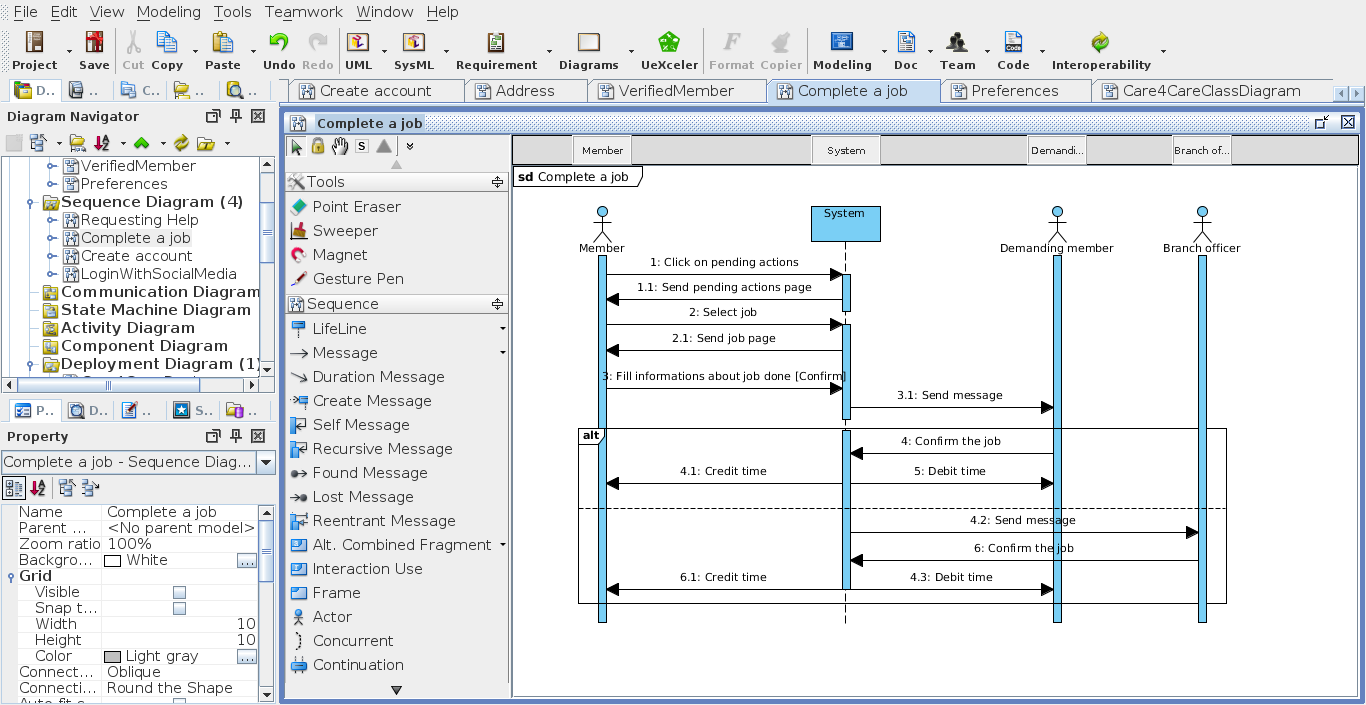 File Edit View Modeling Tools Teamwork Window Help
Project Save Cut Copy Paste Undo Redo UML SysML Requirement Diagrams UeXceler Format Copier Modeling Doc Team Code Interoperability
D.. .. C.. .. ..
Create account Address VerifiedMember Complete a job Preferences Care4CareClassDiagram
Diagram Navigator
VerifiedMember
Preferences
Sequence Diagram (4)
Requesting Help
Complete a job
Create account
LoginWithSocialMedia
Communication Diagram
State Machine Diagram
Activity Diagram
Component Diagram
Deployment Diagram (1)
P.. D.. .. S.. ..
Property
Complete a job - Sequence Diag...
Name Complete a job
Parent ... <No parent model>
Zoom ratio 100%
Backgro... White ...
Grid
Visible
Snap t...
Width 10
Height 10
Color Light gray ...
Connect... Oblique
Connecti... Round the Shape
Complete a job
S
Tools
Point Eraser
Sweeper
Magnet
Gesture Pen
Sequence
LifeLine
Message
Duration Message
Create Message
Self Message
Recursive Message
Found Message
Lost Message
Reentrant Message
Alt. Combined Fragment
Interaction Use
Frame
Actor
Concurrent
Continuation
Member System Demandi... Branch of...
sd Complete a job
System
Member Demanding member Branch officer
1: Click on pending actions
1.1: Send pending actions page
2: Select job
2.1: Send job page
3: Fill informations about job done [Confirm]
3.1: Send message
alt
4: Confirm the job
4.1: Credit time 5: Debit time
4.2: Send message
6: Confirm the job
6.1: Credit time 4.3: Debit time